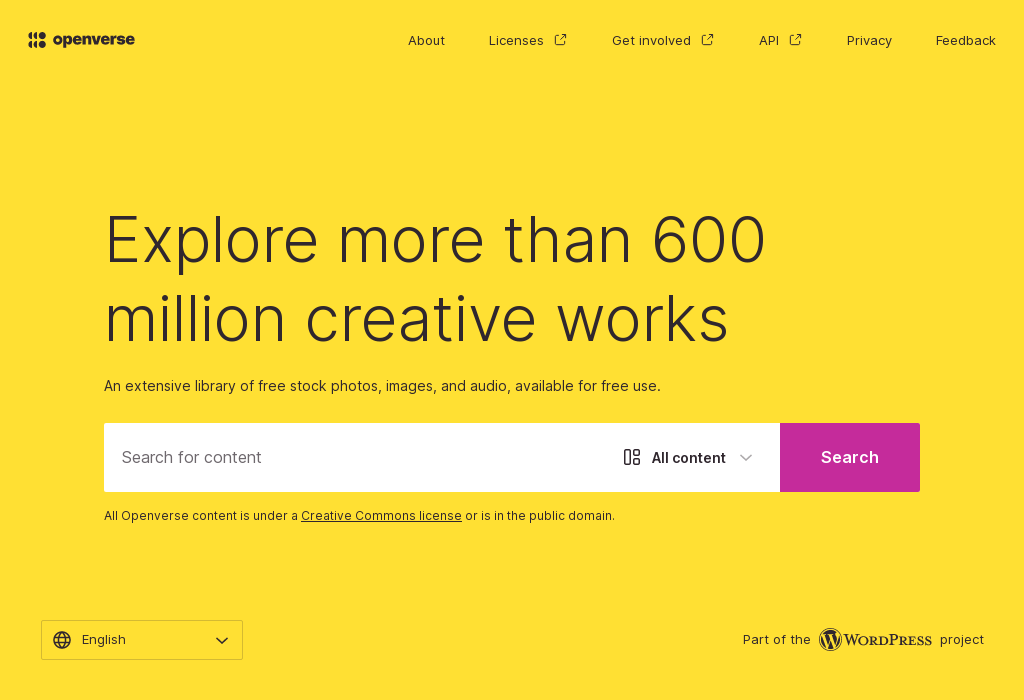 openverse
About
Licenses
Get involved
API
Privacy
Feedback
Explore more than 600
million creative works
An extensive library of free stock photos, images, and audio, available for free use.
Search for content
All content
Search
All Openverse content is under a Creative Commons license or is in the public domain.
English
Part of the WORDPRESS project